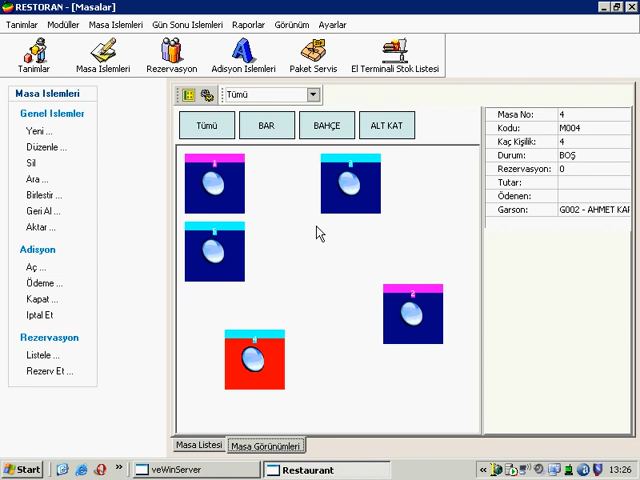 RESTORAN - [Masalar]
Tanimlar Modüller Masa Islemleri Gün Sonu Islemleri Raporlar Görünüm Ayarlar
Tanimlar Masa Islemleri Rezervasyon Adisyon Islemleri Paket Servis El Terminali Stok Listesi
Masa Islemleri
Genel Islemler
Yeni ...
Düzenle ...
Sil
Ara ...
Birlestir ...
Geri Al ...
Aktar ...
Adisyon
Aç ...
Ödeme ...
Kapat ...
Iptal Et
Rezervasyon
Listele ...
Rezerv Et ...
Tümü
Tümü BAR BAHÇE ALT KAT
Masa No: 4
Kodu: M004
Kaç Kişilik: 4
Durum: BOŞ
Rezervasyon: 0
Tutar:
Ödenen:
Garson: G002 - AHMET KAR
Masa Listesi Masa Görünümleri
Start veWinServer Restaurant 13:26